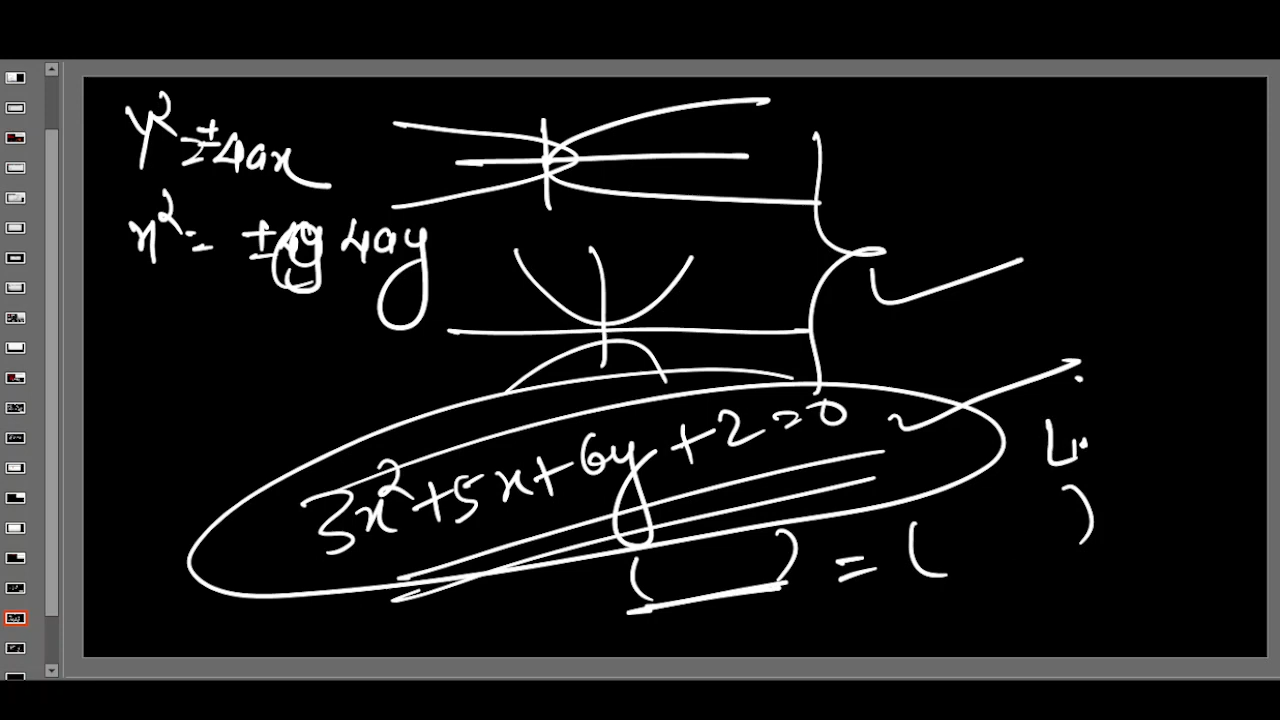 y² = ±4ax
x² = ± 4ay
3x²+5x+6y+2=0
( ) = ( )